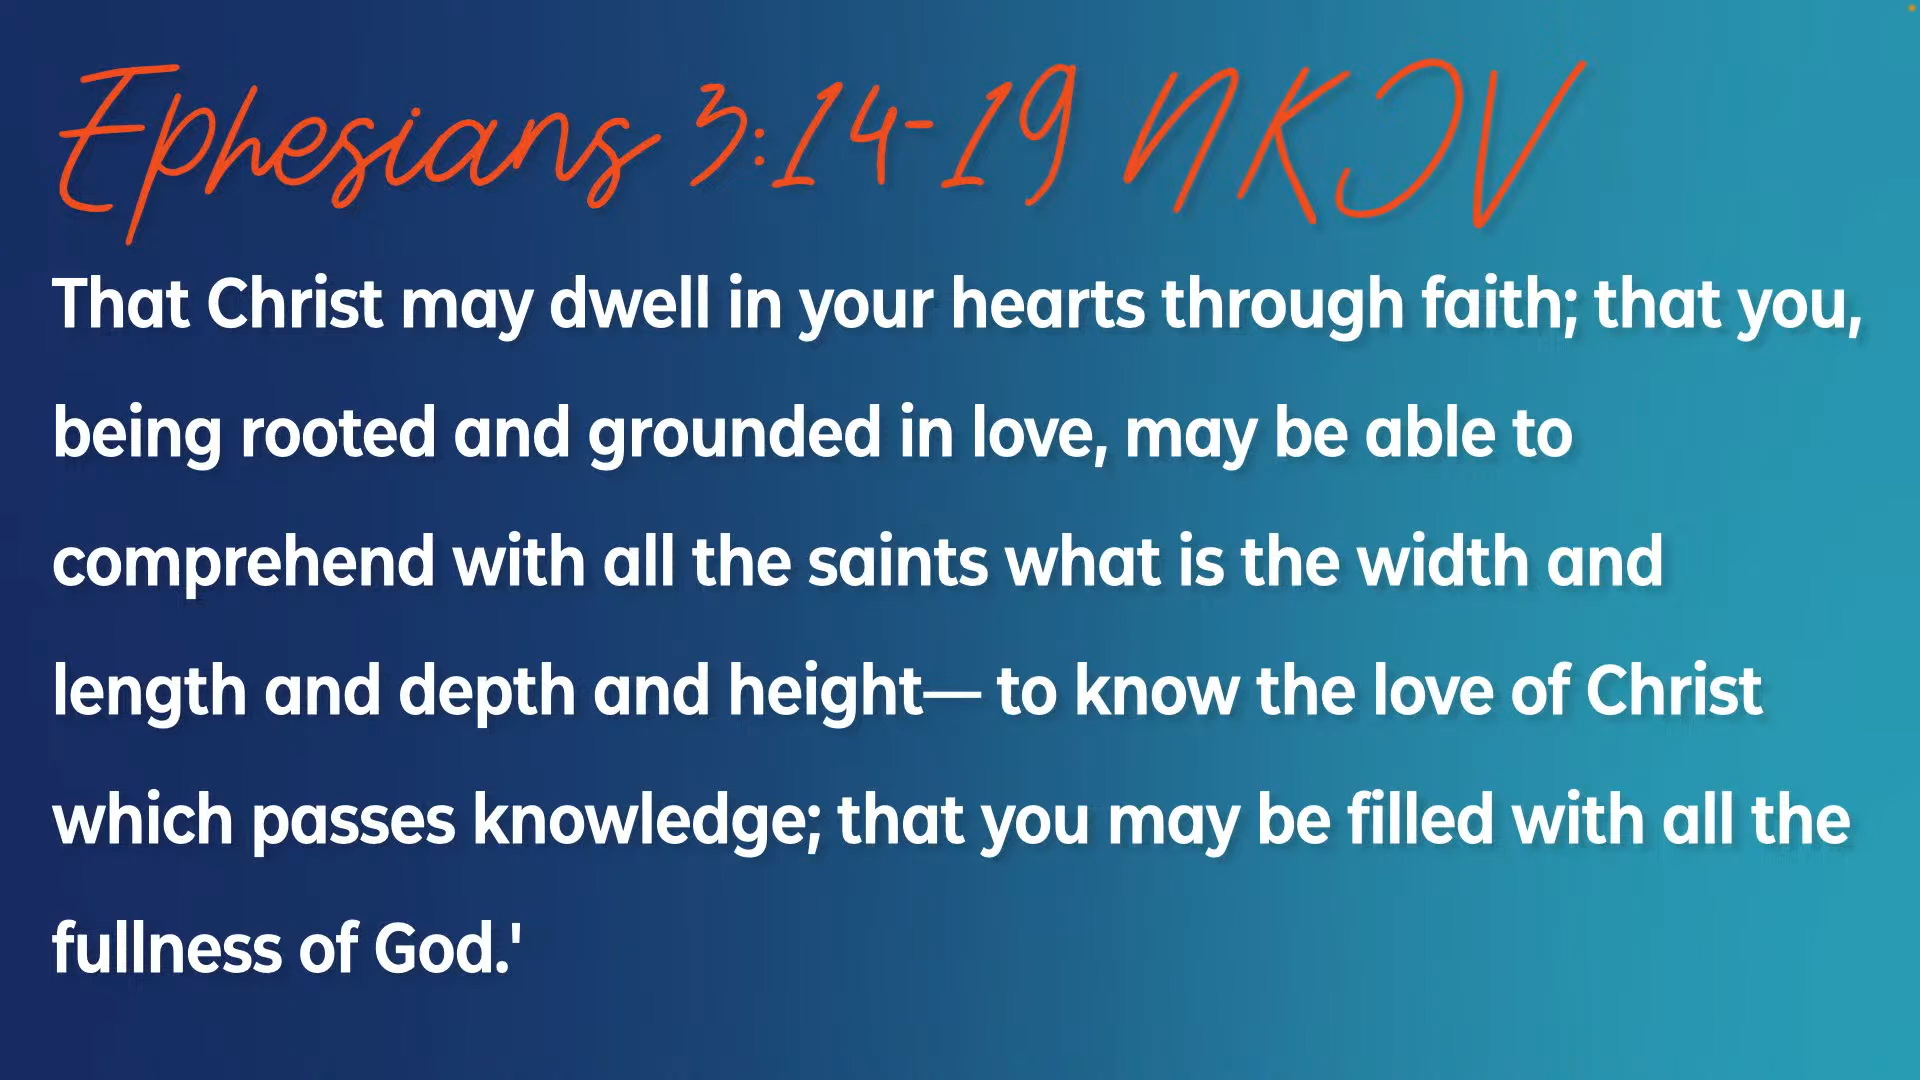 Ephesians 3:14-19 NKJV
That Christ may dwell in your hearts through faith; that you,
being rooted and grounded in love, may be able to
comprehend with all the saints what is the width and
length and depth and height— to know the love of Christ
which passes knowledge; that you may be filled with all the
fullness of God.'